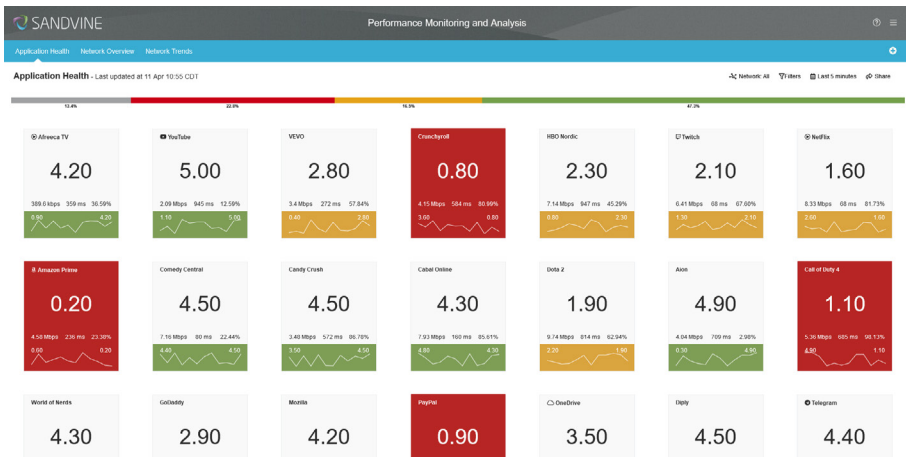 SANDVINE Performance Monitoring and Analysis
Application Health Network Overview Network Trends
Application Health - Last updated at 11 Apr 10:55 CDT Network: All Filters Last 5 minutes Share
13.4% 22.0% 16.9% 47.3%
Afreeca TV YouTube VEVO Crunchyroll HBO Nordic Twitch NetFlix
4.20 5.00 2.80 0.80 2.30 2.10 1.60
389.6 kbps 359 ms 36.59% 2.09 Mbps 945 ms 12.59% 3.4 Mbps 272 ms 57.84% 4.15 Mbps 584 ms 80.99% 7.14 Mbps 947 ms 45.29% 6.41 Mbps 68 ms 67.60% 8.33 Mbps 68 ms 81.73%
0.90 4.20 1.10 5.00 0.40 2.80 3.60 0.80 0.80 2.30 1.30 2.10 2.60 1.60
Amazon Prime Comedy Central Candy Crush Cabal Online Dota 2 Aion Call of Duty 4
0.20 4.50 4.50 4.30 1.90 4.90 1.10
4.58 Mbps 236 ms 23.38% 7.16 Mbps 80 ms 22.44% 3.48 Mbps 572 ms 86.78% 7.93 Mbps 160 ms 85.61% 9.74 Mbps 814 ms 62.94% 4.04 Mbps 709 ms 2.98% 5.36 Mbps 685 ms 98.13%
0.60 0.20 4.40 4.50 3.50 4.50 4.80 4.30 2.20 1.90 0.30 4.90 4.90 1.10
World of Nerds GoDaddy Monila PayPal OneDrive Diply Telegram
4.30 2.90 4.20 0.90 3.50 4.50 4.40